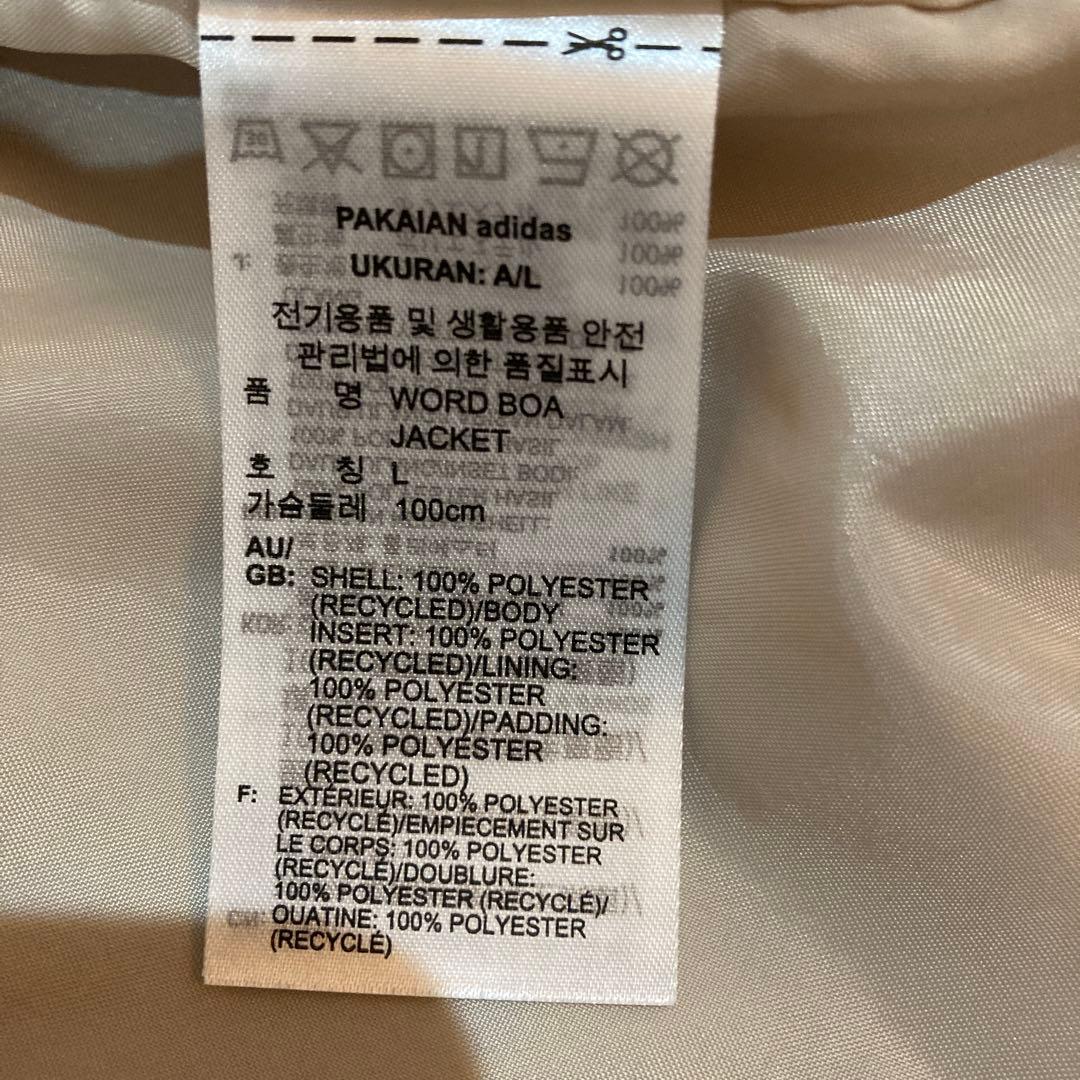 PAKAIAN adidas
UKURAN: A/L
전기용품 및 생활용품 안전
관리법에 의한 품질표시
품 명 WORD BOA
JACKET
호 칭 L
가슴둘레 100cm
AU/
GB: SHELL: 100% POLYESTER
(RECYCLED)/BODY
INSERT: 100% POLYESTER
(RECYCLED)/LINING:
100% POLYESTER
(RECYCLED)/PADDING:
100% POLYESTER
(RECYCLED)
F: EXTÉRIEUR: 100% POLYESTER
(RECYCLÉ)/EMPIECEMENT SUR
LE CORPS: 100% POLYESTER
(RECYCLÉ)/DOUBLURE:
100% POLYESTER (RECYCLÉ)/
OUATINE: 100% POLYESTER
(RECYCLÉ)